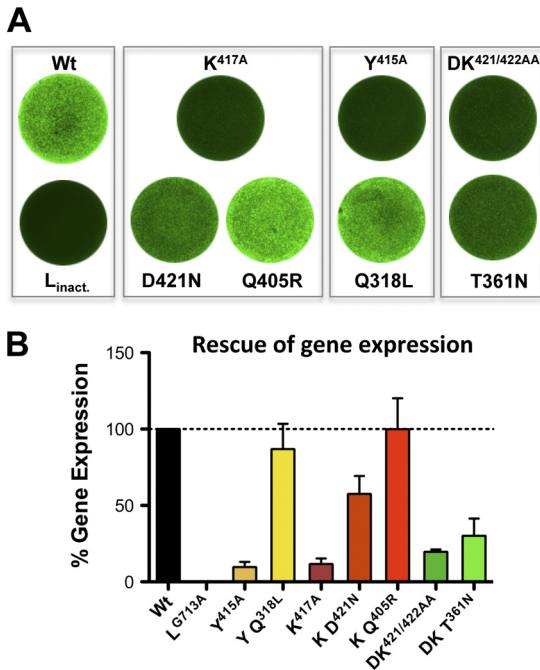 A
Wt K417A Y415A DK421/422AA
Linact. D421N Q405R Q318L T361N
B
Rescue of gene expression
% Gene Expression
150
100
50
0
Wt
L G713A
Y415A
Y Q318L
K417A
K D421N
K Q405R
DK421/422AA
DK T361N